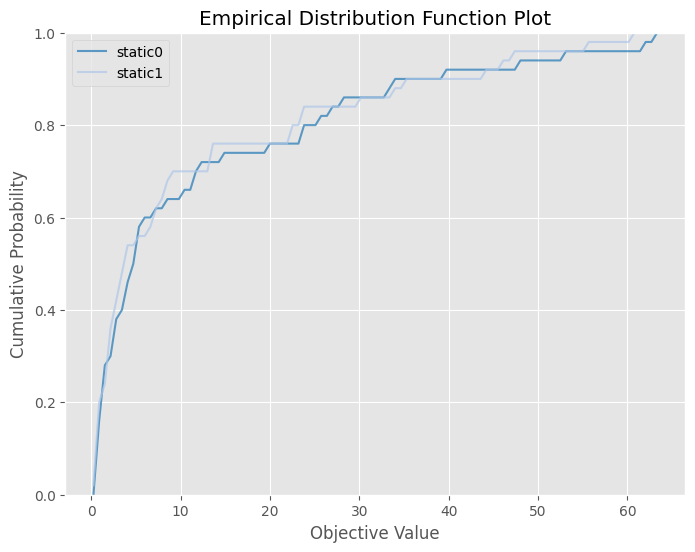 Empirical Distribution Function Plot
static0
static1
Cumulative Probability
1.0
0.8
0.6
0.4
0.2
0.0
0 10 20 30 40 50 60
Objective Value